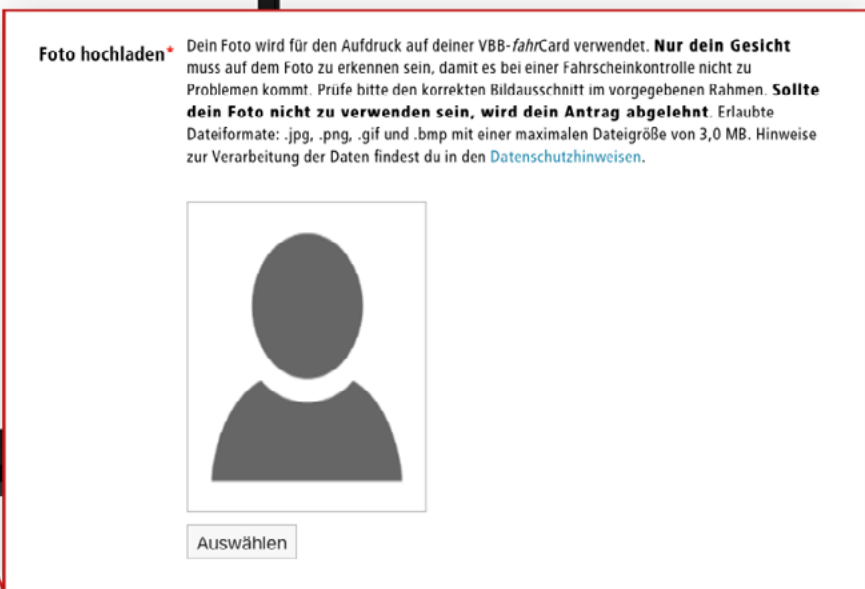 Foto hochladen* Dein Foto wird für den Aufdruck auf deiner VBB-fahrCard verwendet. Nur dein Gesicht
muss auf dem Foto zu erkennen sein, damit es bei einer Fahrscheinkontrolle nicht zu
Problemen kommt. Prüfe bitte den korrekten Bildausschnitt im vorgegebenen Rahmen. Sollte
dein Foto nicht zu verwenden sein, wird dein Antrag abgelehnt. Erlaubte
Dateiformate: .jpg, .png, .gif und .bmp mit einer maximalen Dateigröße von 3,0 MB. Hinweise
zur Verarbeitung der Daten findest du in den Datenschutzhinweisen.
Auswählen